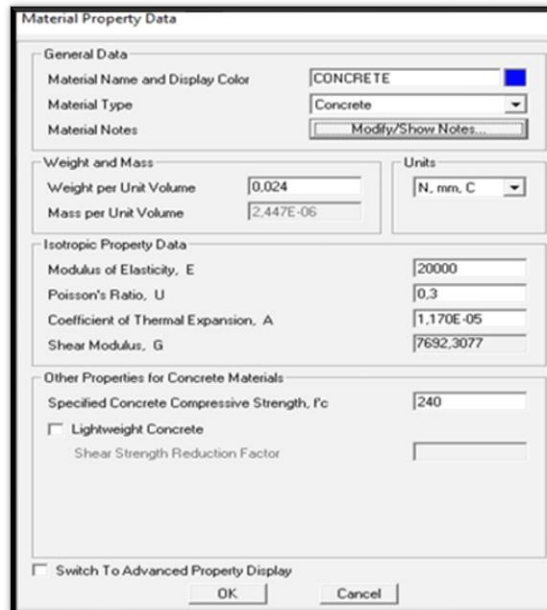 Material Property Data
General Data
Material Name and Display Color CONCRETE
Material Type Concrete
Material Notes Modify/Show Notes...
Weight and Mass
Units
Weight per Unit Volume 0,024
N, mm, C
Mass per Unit Volume 2,447E-06
Isotropic Property Data
Modulus of Elasticity, E 20000
Poisson's Ratio, U 0,3
Coefficient of Thermal Expansion, A 1,170E-05
Shear Modulus, G 7692,3077
Other Properties for Concrete Materials
Specified Concrete Compressive Strength, f'c 240
Lightweight Concrete
Shear Strength Reduction Factor
Switch To Advanced Property Display
OK Cancel